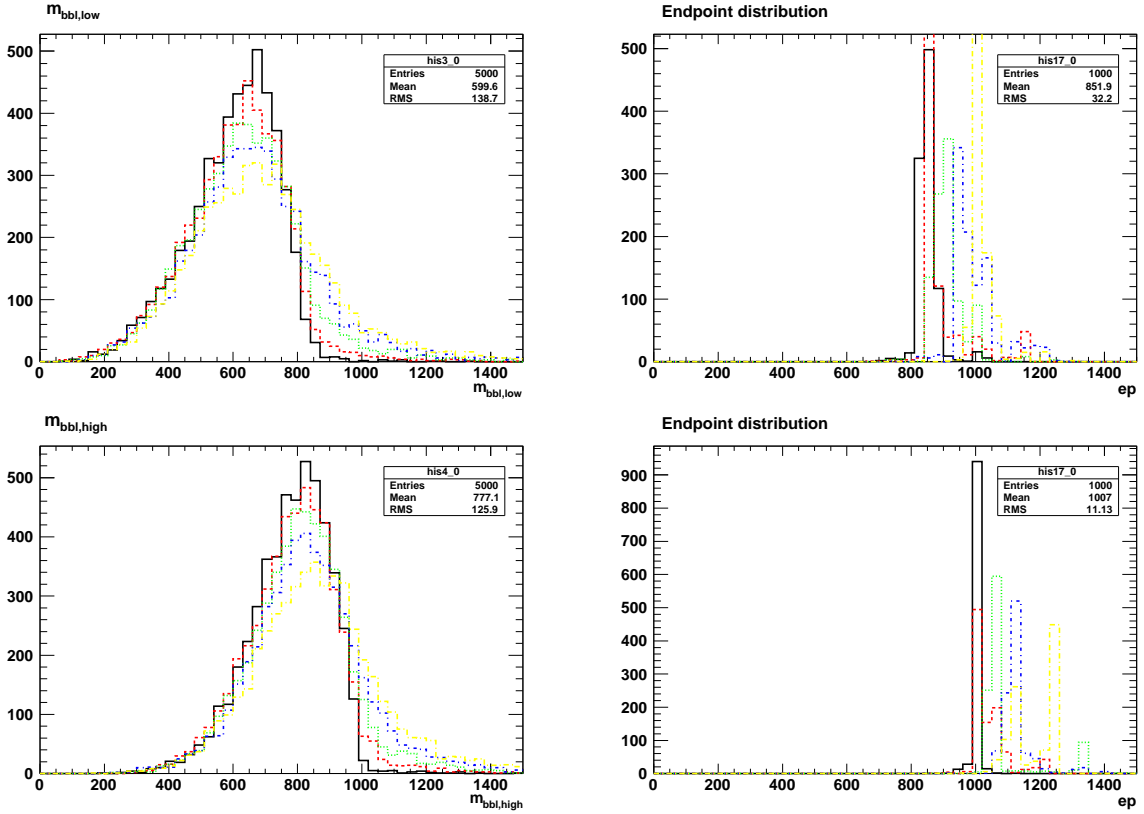 m_bbl,low
his3_0
Entries 5000
Mean 599.6
RMS 138.7
500
400
300
200
100
0
0 200 400 600 800 1000 1200 1400
m_bbl,low
Endpoint distribution
his17_0
Entries 1000
Mean 851.9
RMS 32.2
500
400
300
200
100
0
0 200 400 600 800 1000 1200 1400
ep
m_bbl,high
his4_0
Entries 5000
Mean 777.1
RMS 125.9
500
400
300
200
100
0
0 200 400 600 800 1000 1200 1400
m_bbl,high
Endpoint distribution
his17_0
Entries 1000
Mean 1007
RMS 11.13
900
800
700
600
500
400
300
200
100
0
0 200 400 600 800 1000 1200 1400
ep